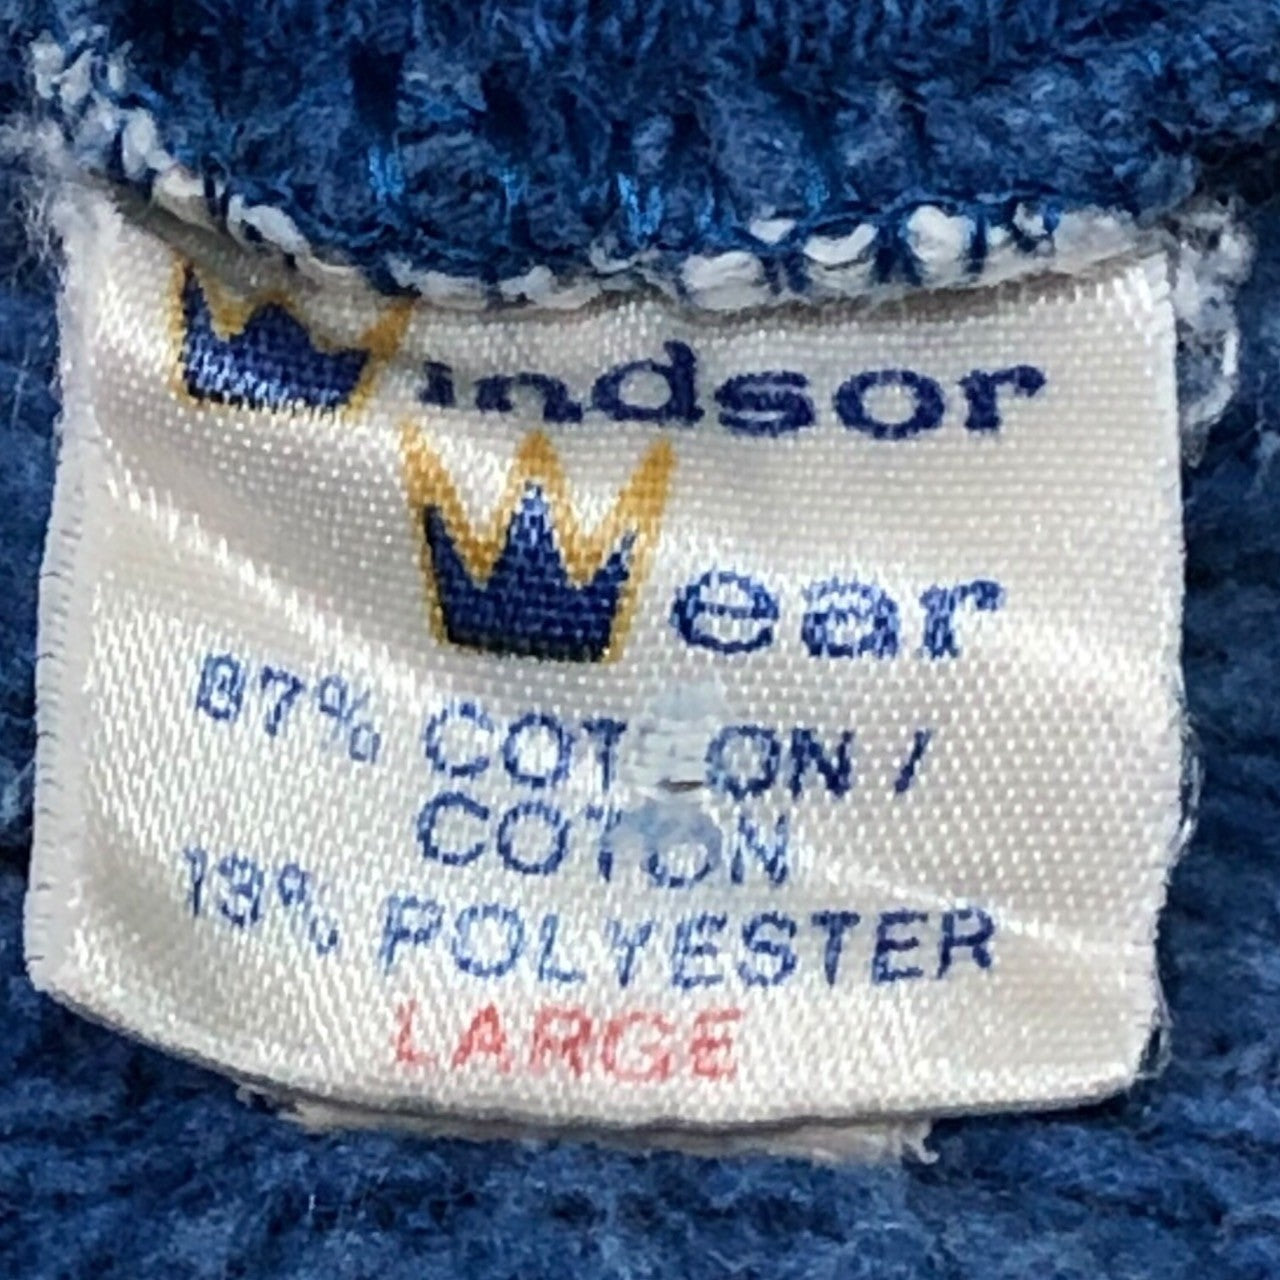 Windsor
Wear
87% COTTON /
COTON
13% POLYESTER
LARGE